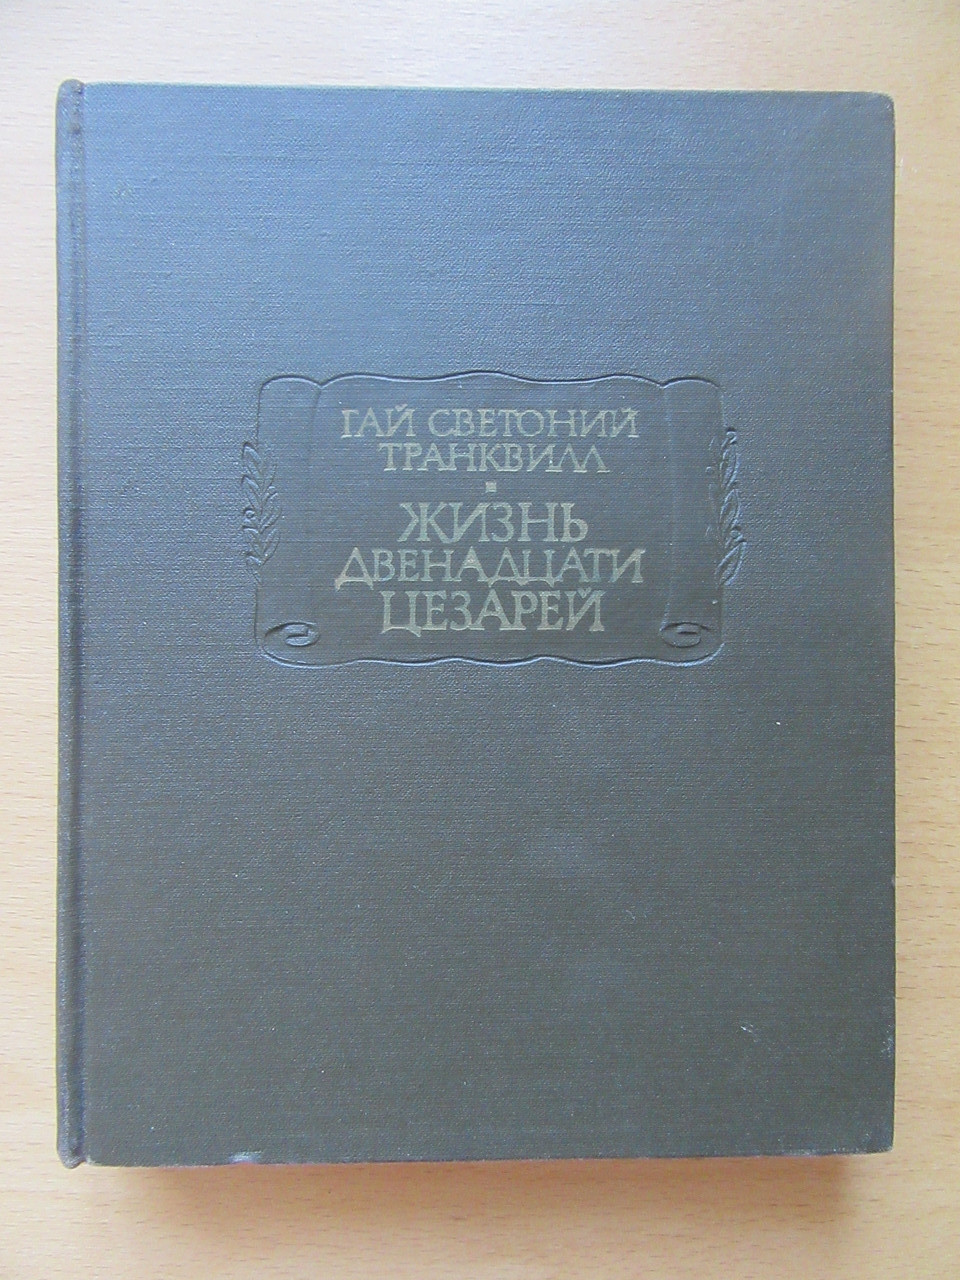 ГАЙ СВЕТОНИЙ
ТРАНКВИЛЛ
ЖИЗНЬ
ДВЕНАДЦАТИ
ЦЕЗАРЕЙ